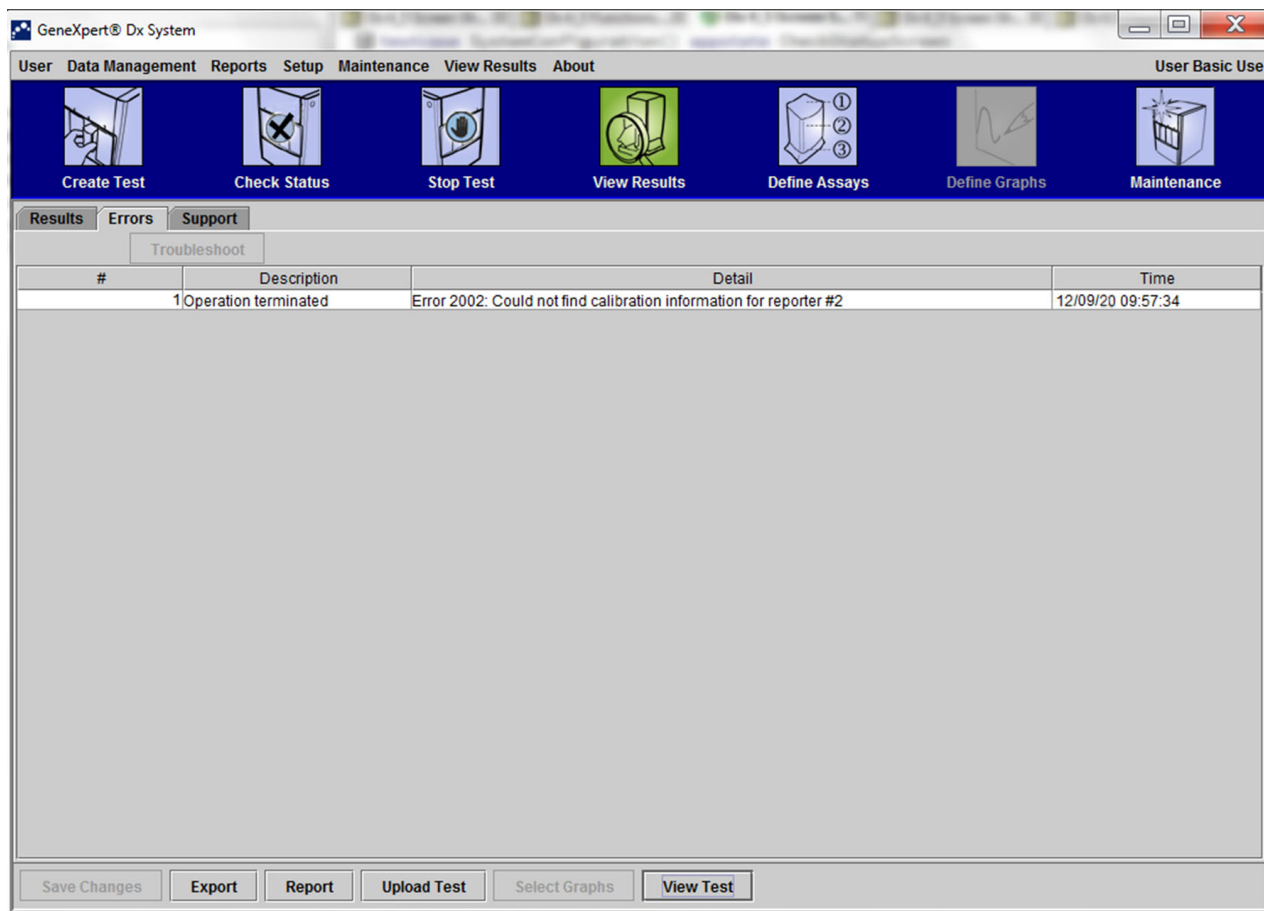 GeneXpert® Dx System
User Data Management Reports Setup Maintenance View Results About User Basic Use
① ② ③
Create Test Check Status Stop Test View Results Define Assays Define Graphs Maintenance
Results Errors Support
Troubleshoot
# Description Detail Time
1 Operation terminated Error 2002: Could not find calibration information for reporter #2 12/09/20 09:57:34
Save Changes Export Report Upload Test Select Graphs View Test